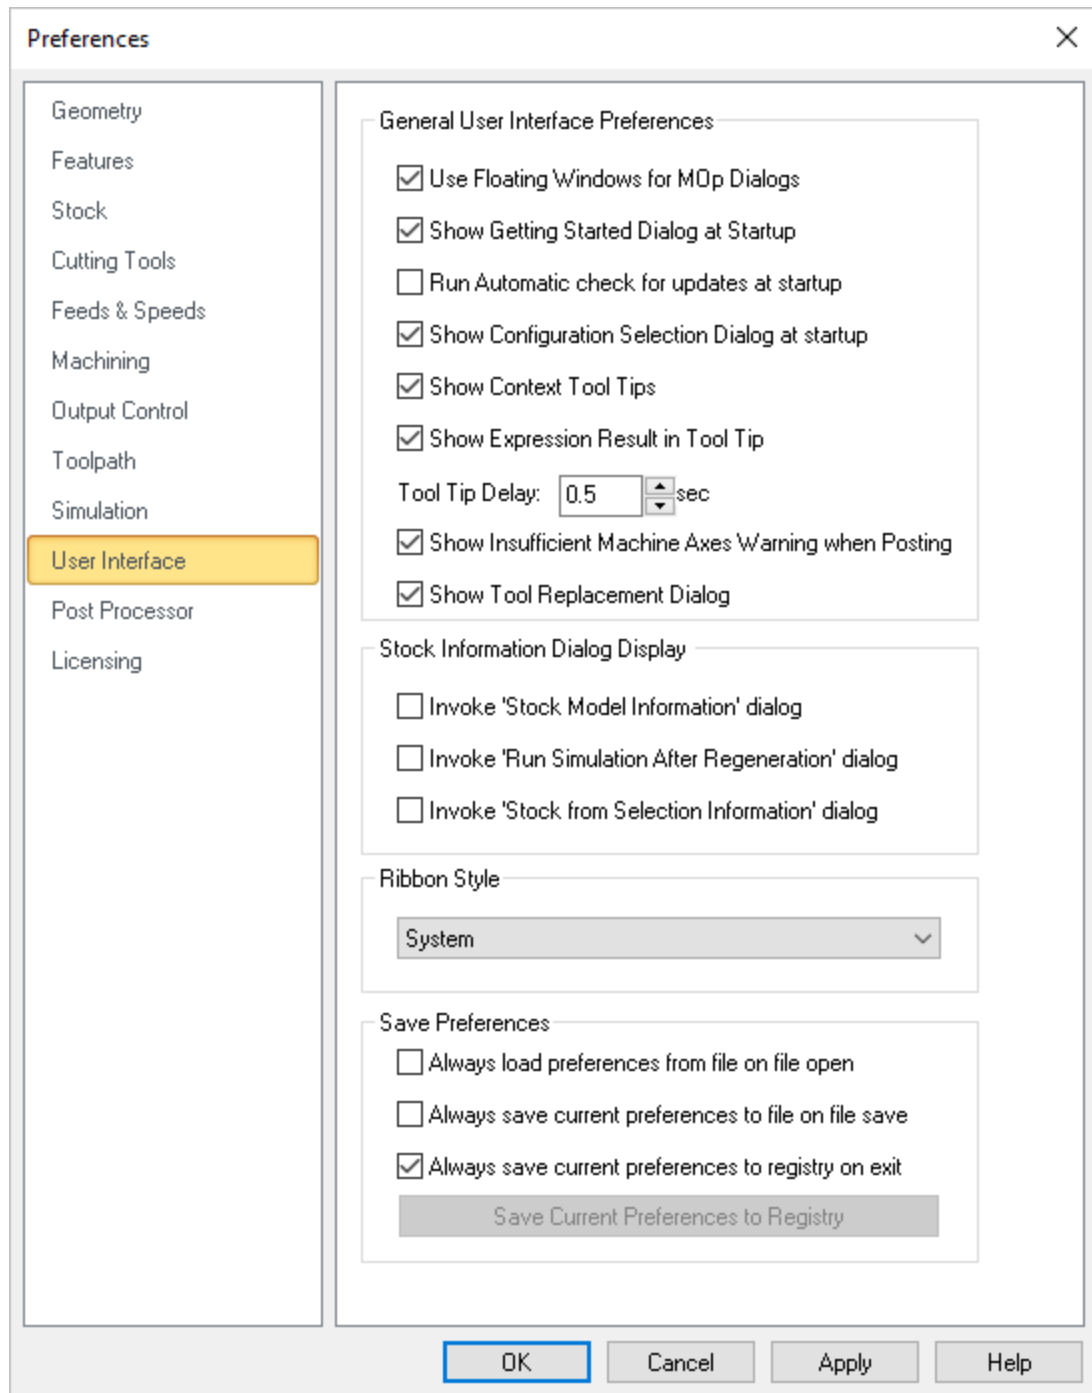 Preferences
Geometry
Features
Stock
Cutting Tools
Feeds & Speeds
Machining
Output Control
Toolpath
Simulation
User Interface
Post Processor
Licensing
General User Interface Preferences
Use Floating Windows for MOp Dialogs
Show Getting Started Dialog at Startup
Run Automatic check for updates at startup
Show Configuration Selection Dialog at startup
Show Context Tool Tips
Show Expression Result in Tool Tip
Tool Tip Delay: 0.5 sec
Show Insufficient Machine Axes Warning when Posting
Show Tool Replacement Dialog
Stock Information Dialog Display
Invoke 'Stock Model Information' dialog
Invoke 'Run Simulation After Regeneration' dialog
Invoke 'Stock from Selection Information' dialog
Ribbon Style
System
Save Preferences
Always load preferences from file on file open
Always save current preferences to file on file save
Always save current preferences to registry on exit
Save Current Preferences to Registry
OK Cancel Apply Help